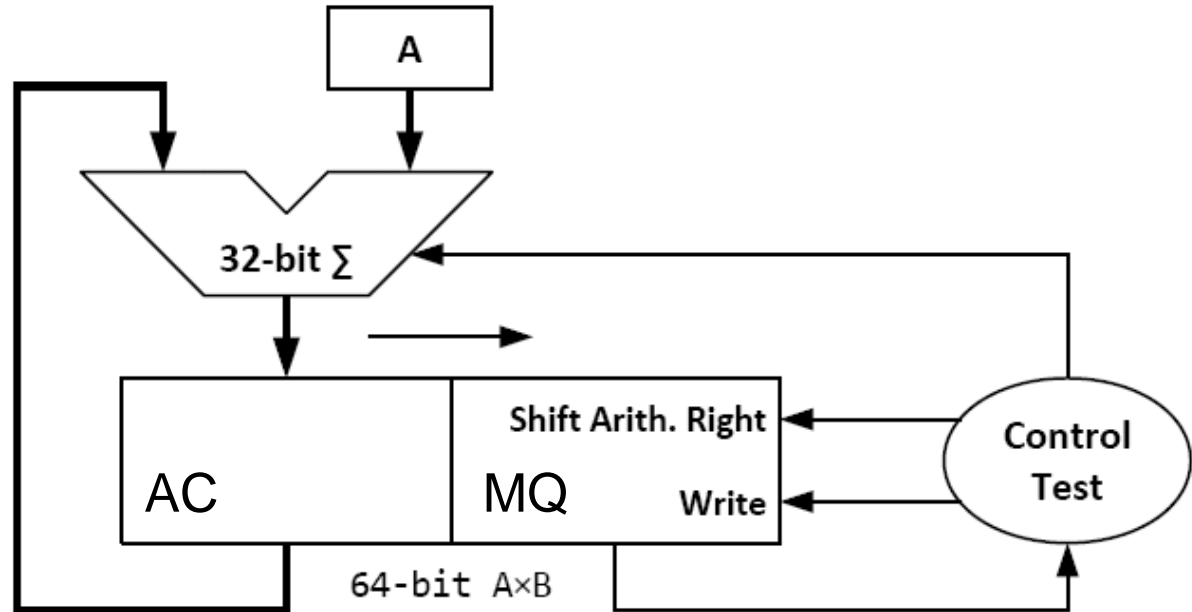 A
32-bit ∑
Shift Arith. Right
Control
Test
AC
MQ
Write
64-bit A×B